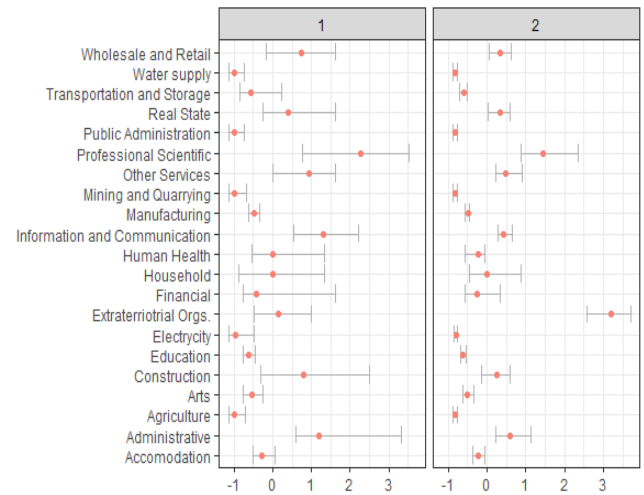 1 2
Wholesale and Retail
Water supply
Transportation and Storage
Real State
Public Administration
Professional Scientific
Other Services
Mining and Quarrying
Manufacturing
Information and Communication
Human Health
Household
Financial
Extraterriotrial Orgs.
Electrycity
Education
Construction
Arts
Agriculture
Administrative
Accomodation
-1 0 1 2 3 -1 0 1 2 3